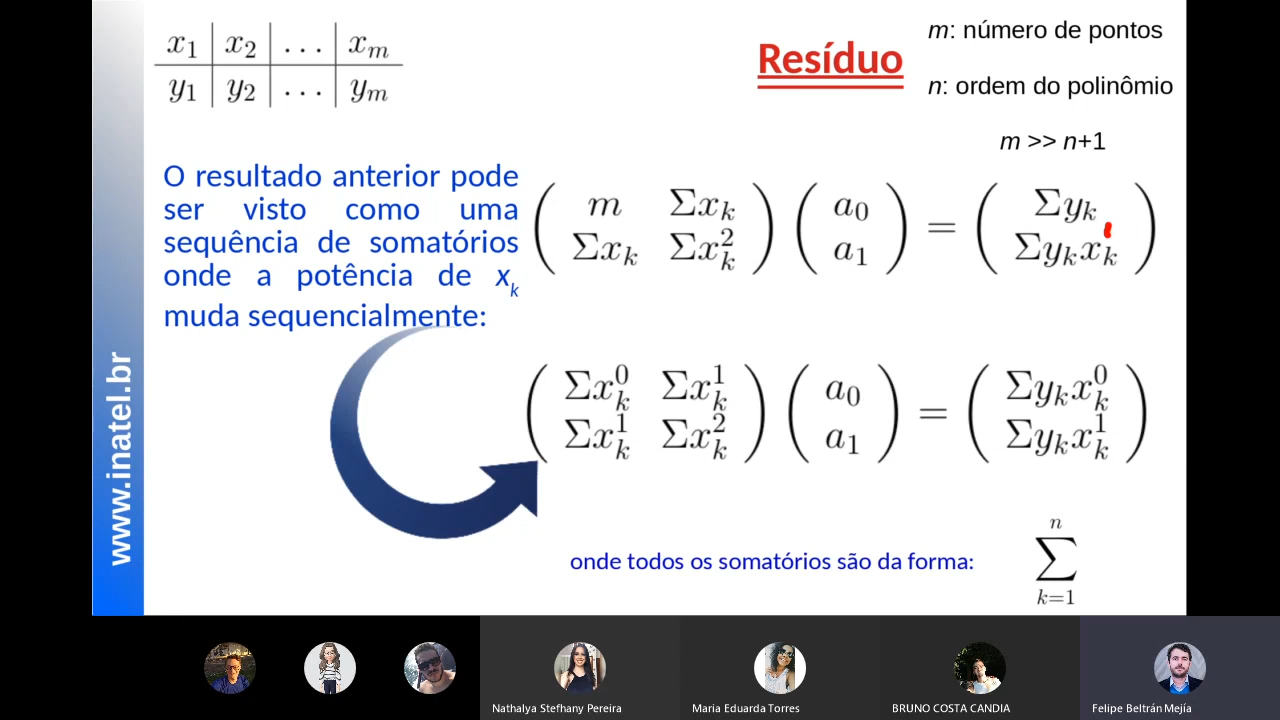 x₁ | x₂ | ... | xₘ
y₁ | y₂ | ... | yₘ
Resíduo
m: número de pontos
n: ordem do polinômio
m >> n+1
O resultado anterior pode
ser visto como uma
sequência de somatórios
onde a potência de xₖ
muda sequencialmente:
( m Σxₖ ) ( a₀ ) = ( Σyₖ )
( Σxₖ Σxₖ² ) ( a₁ ) ( Σyₖxₖ )
( Σxₖ⁰ Σxₖ¹ ) ( a₀ ) = ( Σyₖxₖ⁰ )
( Σxₖ¹ Σxₖ² ) ( a₁ ) ( Σyₖxₖ¹ )
onde todos os somatórios são da forma:
n
∑
k=1
www.inatel.br
Nathalya Stefhany Pereira
Maria Eduarda Torres
BRUNO COSTA CANDIA
Felipe Beltrán Mejía